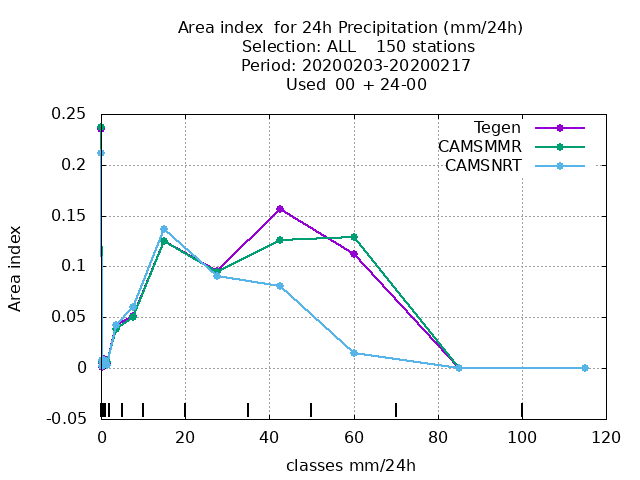 Area index  for 24h Precipitation (mm/24h)
Selection: ALL    150 stations
Period: 20200203-20200217
Used  00 + 24-00
0.25
0.2
0.15
0.1
0.05
0
-0.05
Area index
Tegen
CAMSMMR
CAMSNRT
0 20 40 60 80 100 120
classes mm/24h